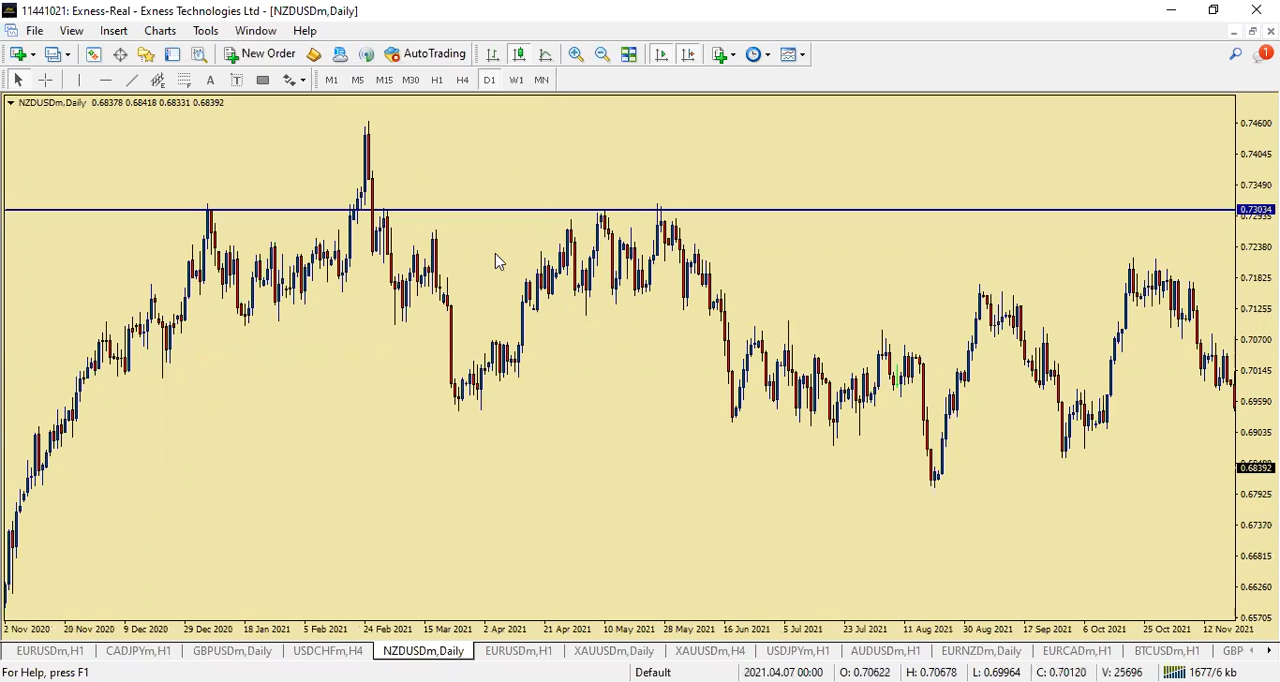 11441021: Exness-Real - Exness Technologies Ltd - [NZDUSDm,Daily]
File View Insert Charts Tools Window Help
New Order AutoTrading 1
A T M1 M5 M15 M30 H1 H4 D1 W1 MN
NZDUSDm,Daily 0.68378 0.68418 0.68331 0.68392
0.74600
0.74045
0.73490
0.73034
0.72935
0.72380
0.71825
0.71255
0.70700
0.70145
0.69590
0.69035
0.68392
0.67925
0.67370
0.66815
0.66260
0.65705
2 Nov 2020 20 Nov 2020 9 Dec 2020 29 Dec 2020 18 Jan 2021 5 Feb 2021 24 Feb 2021 15 Mar 2021 2 Apr 2021 21 Apr 2021 10 May 2021 28 May 2021 16 Jun 2021 5 Jul 2021 23 Jul 2021 11 Aug 2021 30 Aug 2021 17 Sep 2021 6 Oct 2021 25 Oct 2021 12 Nov 2021
EURUSDm,H1 CADJPYm,H1 GBPUSDm,Daily USDCHFm,H4 NZDUSDm,Daily EURUSDm,H1 XAUUSDm,Daily XAUUSDm,H4 USDJPYm,H1 AUDUSDm,H1 EURNZDm,Daily EURCADm,H1 BTCUSDm,H1 GBP
For Help, press F1 Default 2021.04.07 00:00 O: 0.70622 H: 0.70678 L: 0.69964 C: 0.70120 V: 25696 1677/6 kb